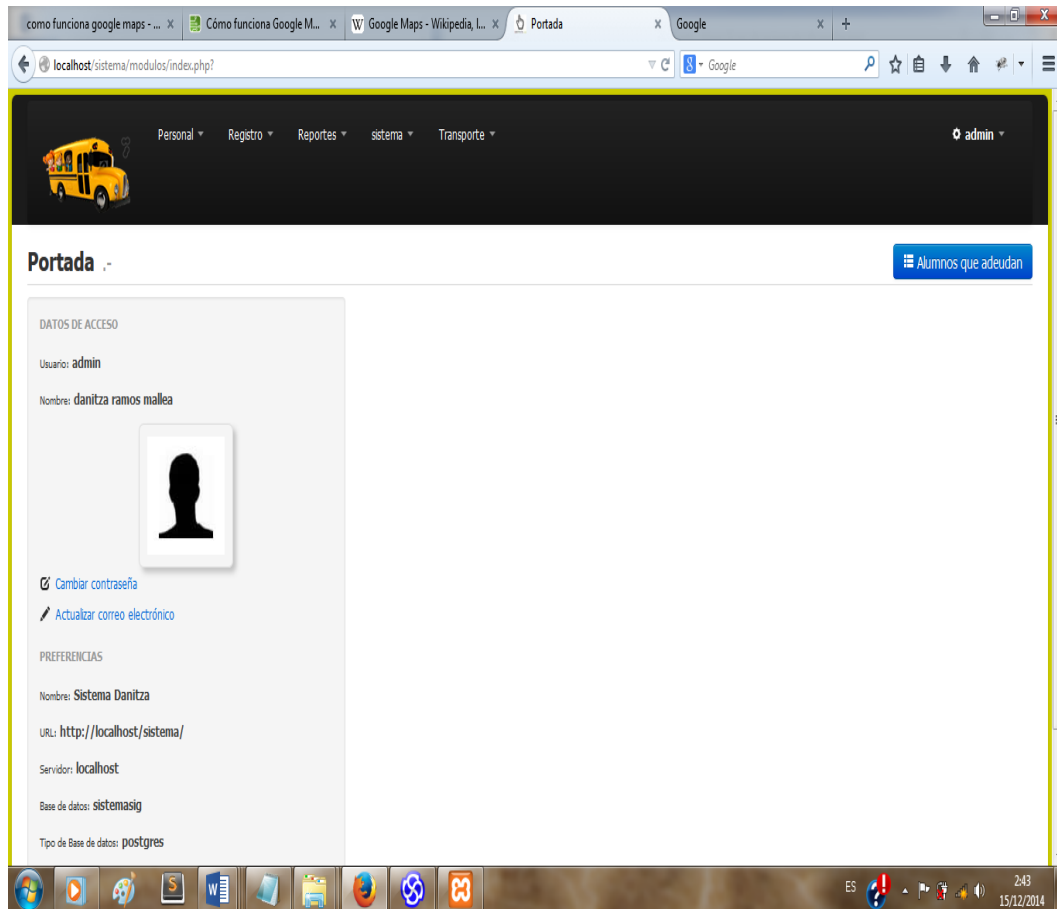 como funciona google maps - ...
Cómo funciona Google M...
W Google Maps - Wikipedia, l...
Portada
Google
localhost/sistema/modulos/index.php?
8 Google
Personal Registro Reportes sistema Transporte admin
Portada .-
Alumnos que adeudan
DATOS DE ACCESO
Usuario: admin
Nombre: danitza ramos mallea
Cambiar contraseña
Actualizar correo electrónico
PREFERENCIAS
Nombre: Sistema Danitza
URL: http://localhost/sistema/
Servidor: localhost
Base de datos: sistemasig
Tipo de Base de datos: postgres
S
W
ES
2:43
15/12/2014